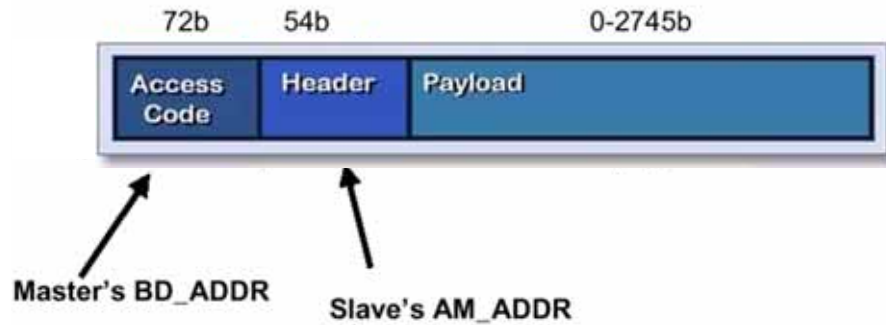 72b 54b 0-2745b
Access Code Header Payload
Master's BD_ADDR
Slave's AM_ADDR